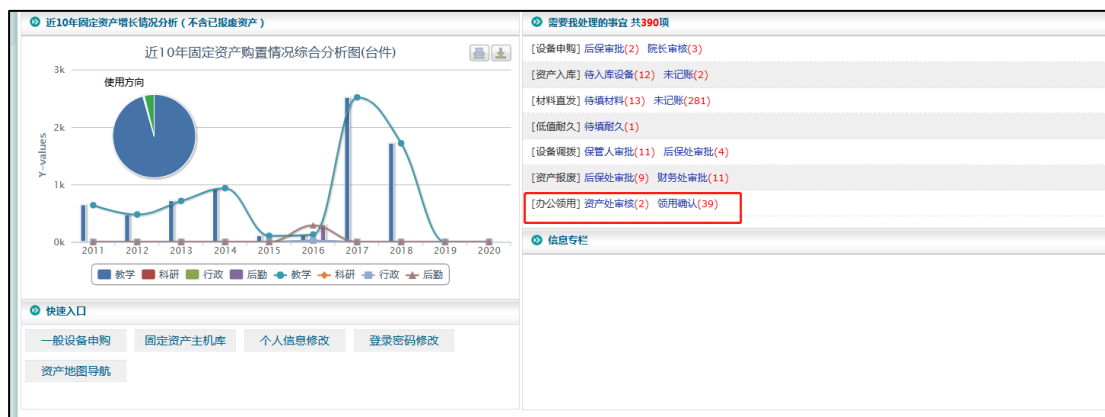 近10年固定资产增长情况分析（不含已报废资产）
近10年固定资产购置情况综合分析图(台件)
使用方向
Y-values
3k
2k
1k
0k
2011 2012 2013 2014 2015 2016 2017 2018 2019 2020
教学 科研 行政 后勤 教学 科研 行政 后勤
快速入口
一般设备申购 固定资产主机库 个人信息修改 登录密码修改
资产地图导航
需要我处理的事宜 共390项
[设备申购] 后保审批(2) 院长审核(3)
[资产入库] 待入库设备(12) 未记账(2)
[材料直发] 待填材料(13) 未记账(281)
[低值耐久] 待填耐久(1)
[设备调拨] 保管人审批(11) 后保处审批(4)
[资产报废] 后保处审批(9) 财务处审批(11)
[办公领用] 资产处审核(2) 领用确认(39)
信息专栏